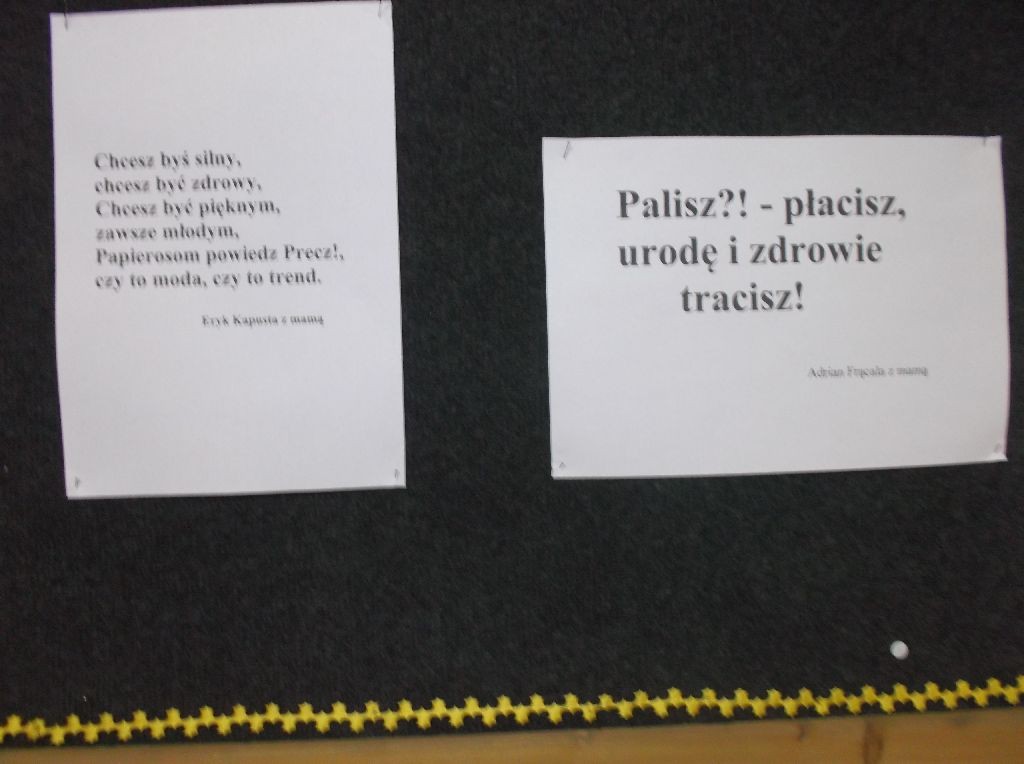 Chcesz byś silny,
chcesz być zdrowy,
Chcesz być pięknym,
zawsze młodym,
Papierosom powiedz Precz!,
czy to moda, czy to trend.
Eryk Kapusta z mamą
Palisz?! - płacisz,
urodę i zdrowie
tracisz!
Adrian z mamą